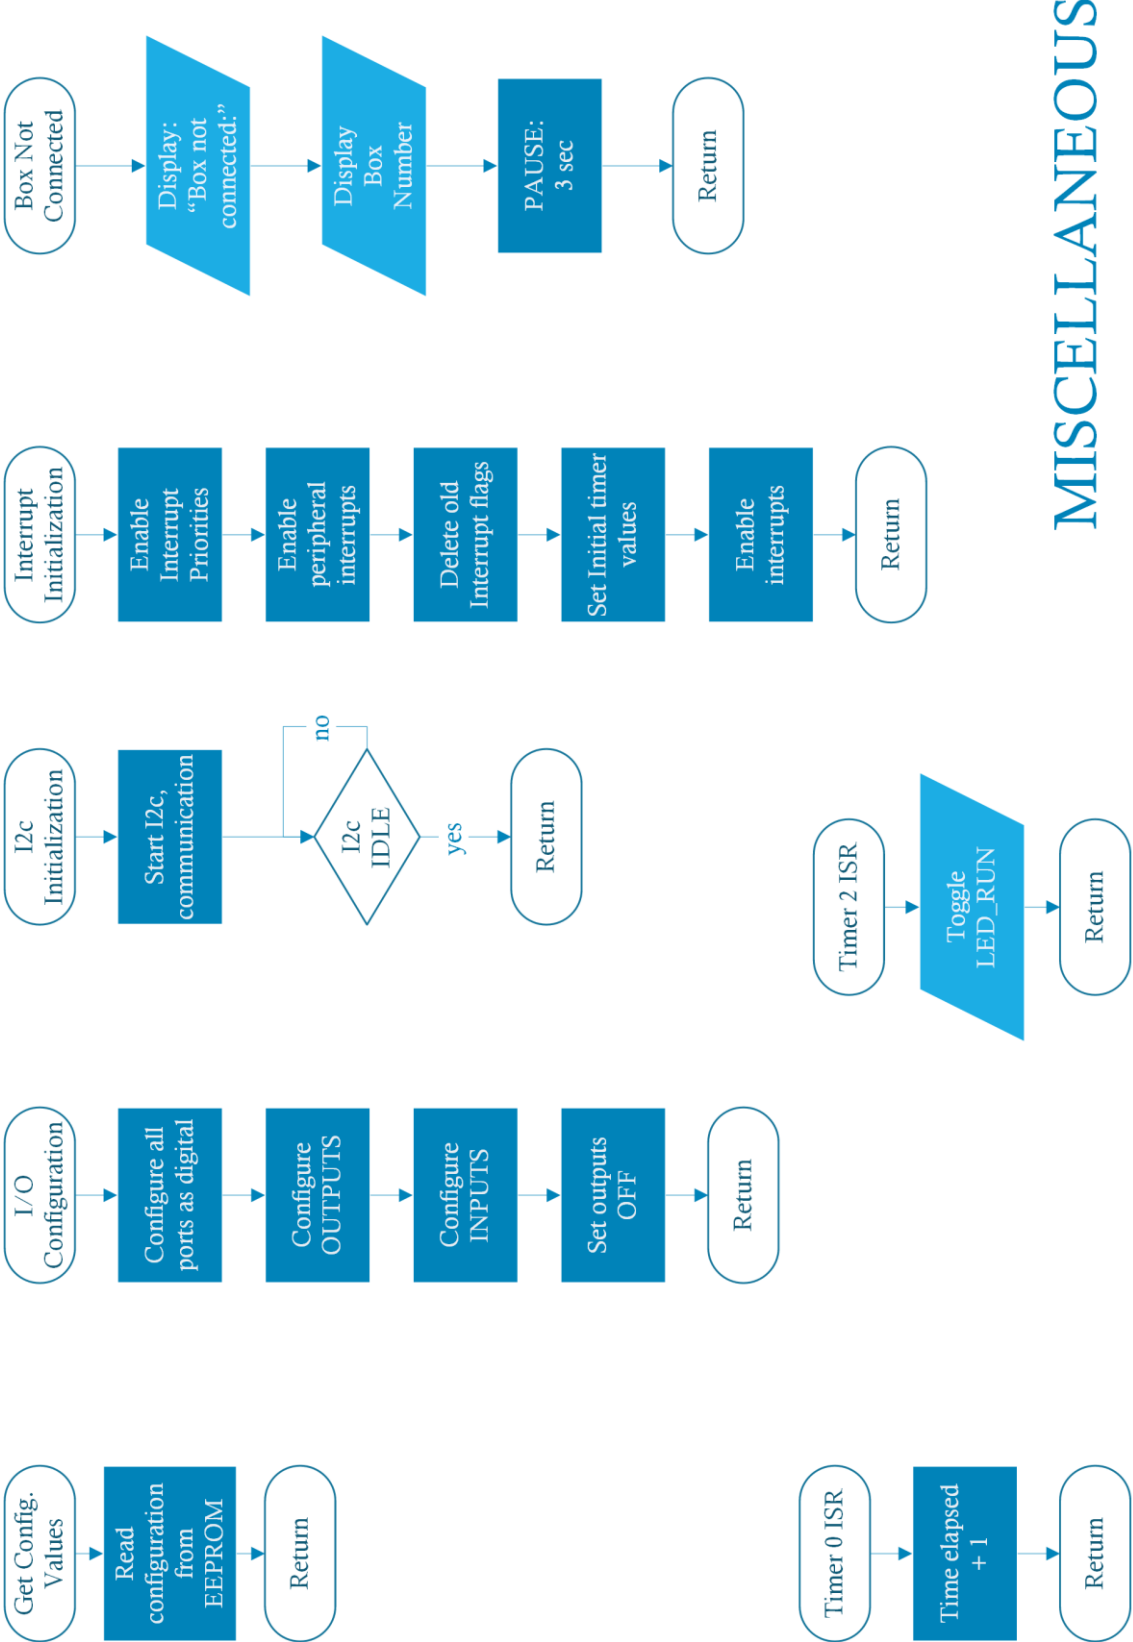 Get Config.
Values
Read
configuration
from
EEPROM
Return
I/O
Configuration
Configure all
ports as digital
Configure
OUTPUTS
Configure
INPUTS
Set outputs
OFF
Return
I2c
Initialization
Start I2c,
communication
I2c
IDLE
no
yes
Return
Interrupt
Initialization
Enable
Interrupt
Priorities
Enable
peripheral
interrupts
Delete old
Interrupt flags
Set Initial timer
values
Enable
interrupts
Return
Box Not
Connected
Display:
“Box not
connected:”
Display
Box
Number
PAUSE:
3 sec
Return
Timer 0 ISR
Time elapsed
+ 1
Return
Timer 2 ISR
Toggle
LED_RUN
Return
MISCELLANEOUS